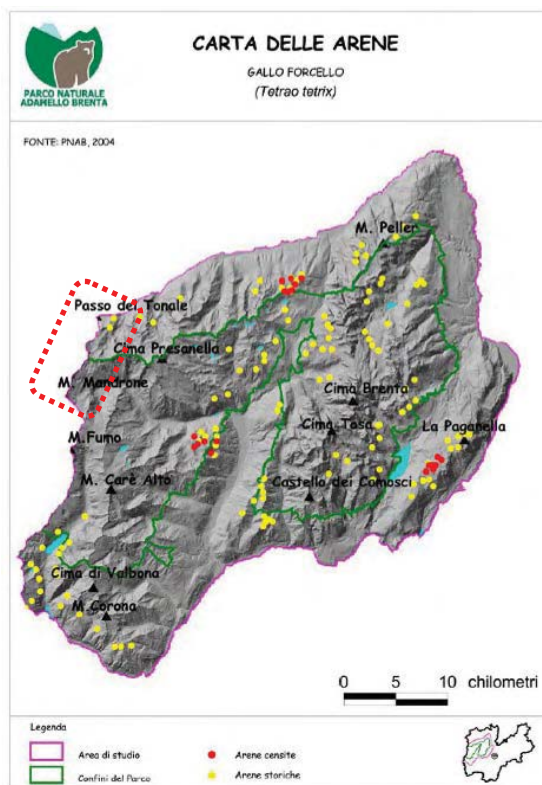 CARTA DELLE ARENE
GALLO FORCELLO
(Tetrao tetrix)
PARCO NATURALE
ADAMELLO BRENTA
FONTE: PNAB, 2004
M. Peller
Passo del Tonale
Cima Presanella
M. Mandrone
Cima Brenta
Cima Tosa
La Paganella
M.Fumo
M. Carè Alto
Castello dei Camosci
Cima di Valbona
M.Corona
0 5 10 chilometri
Legenda
Area di studio
Arene censite
Confini del Parco
Arene storiche